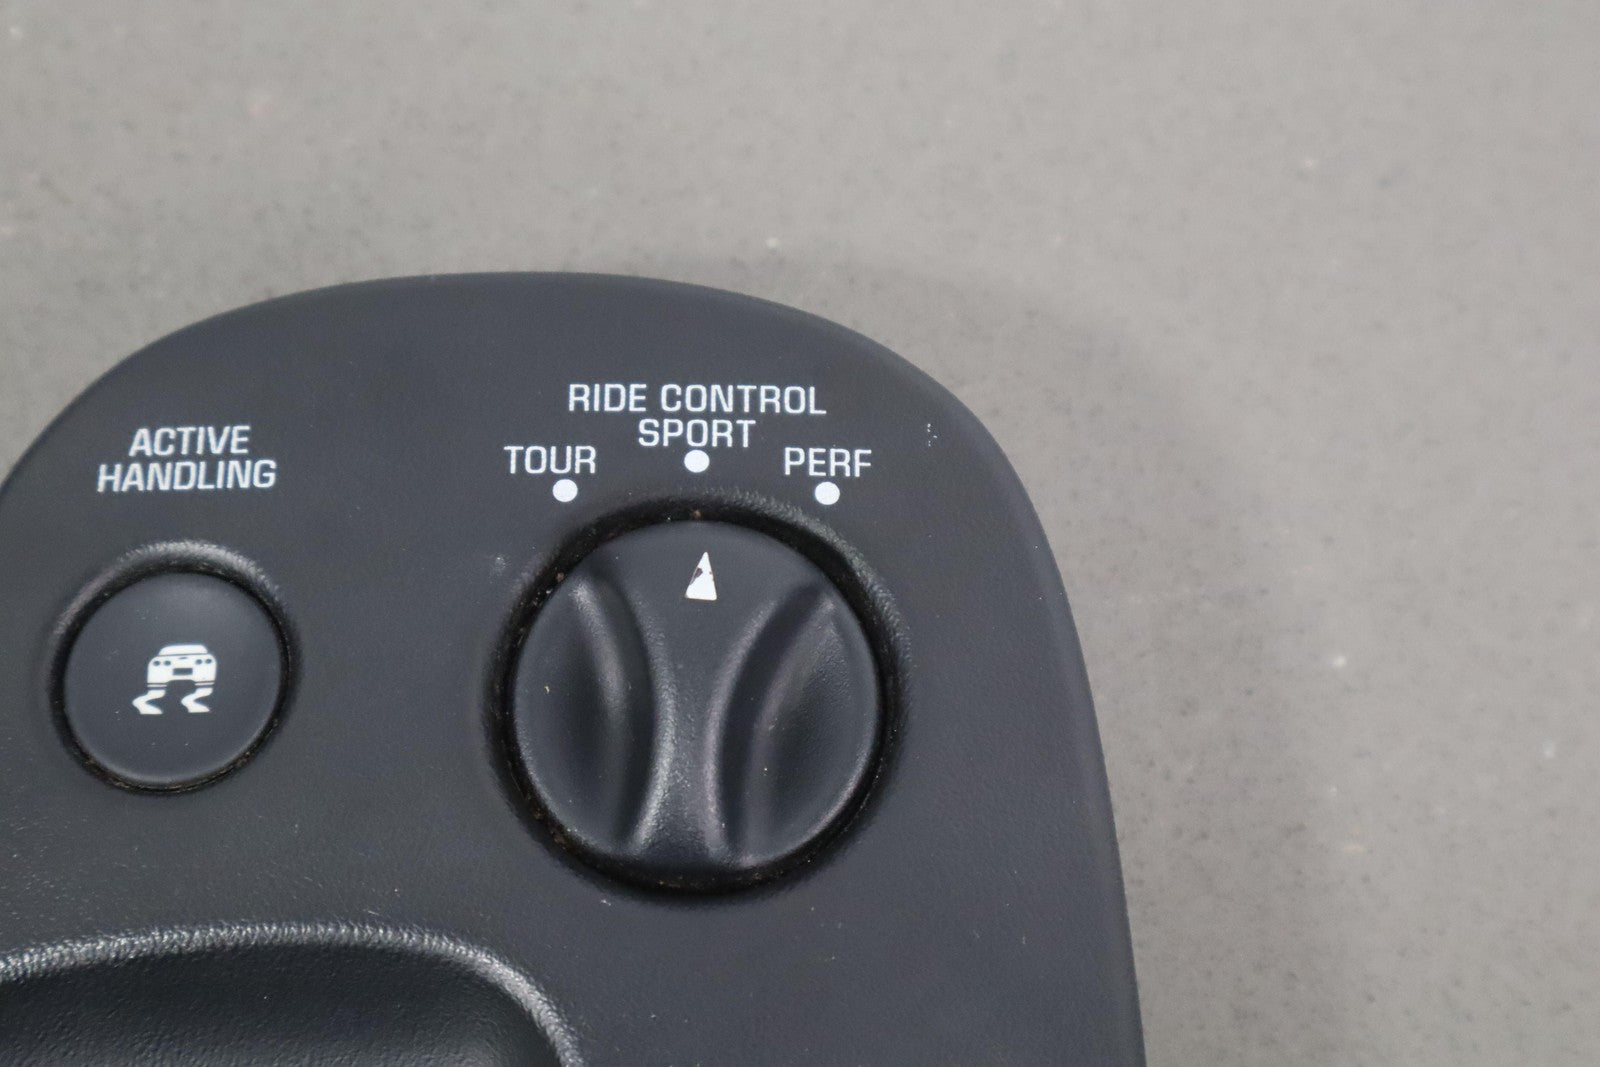 ACTIVE
HANDLING
RIDE CONTROL
SPORT
TOUR
PERF